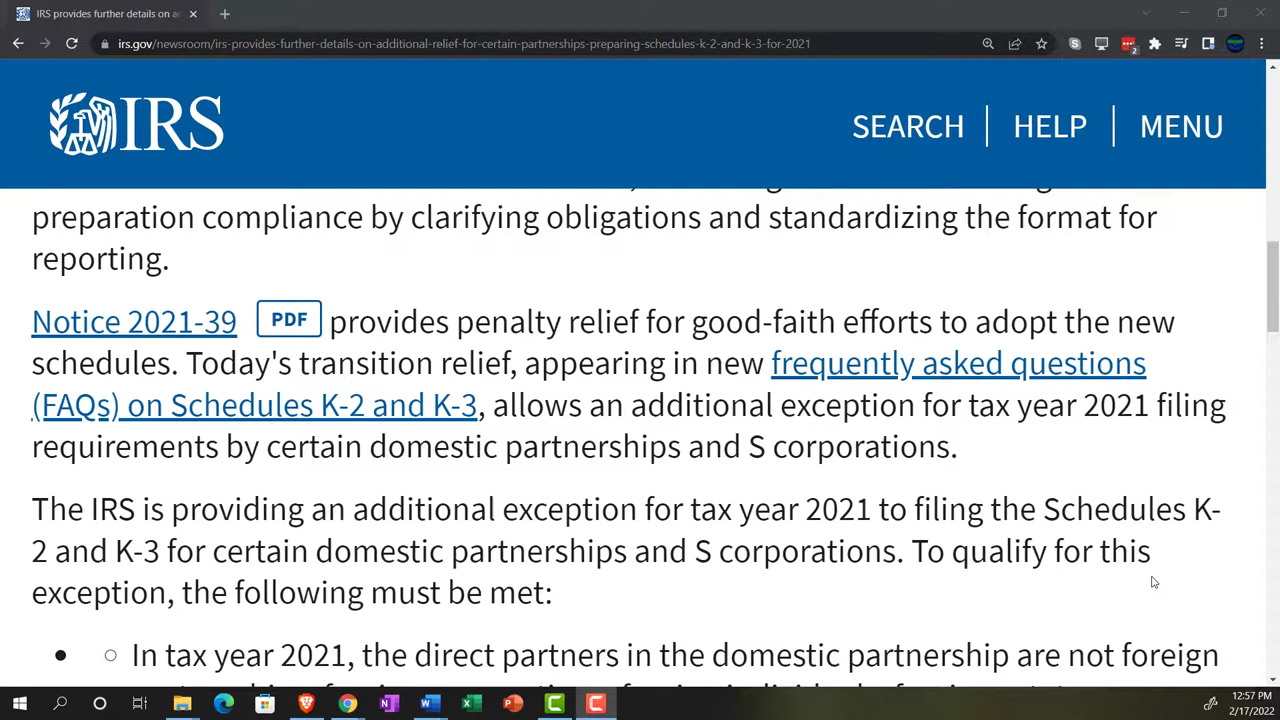 IRS provides further details on ad
irs.gov/newsroom/irs-provides-further-details-on-additional-relief-for-certain-partnerships-preparing-schedules-k-2-and-k-3-for-2021
2
IRS
SEARCH
HELP
MENU
preparation compliance by clarifying obligations and standardizing the format for
reporting.
Notice 2021-39 PDF provides penalty relief for good-faith efforts to adopt the new
schedules. Today's transition relief, appearing in new frequently asked questions
(FAQs) on Schedules K-2 and K-3, allows an additional exception for tax year 2021 filing
requirements by certain domestic partnerships and S corporations.
The IRS is providing an additional exception for tax year 2021 to filing the Schedules K-
2 and K-3 for certain domestic partnerships and S corporations. To qualify for this
exception, the following must be met:
In tax year 2021, the direct partners in the domestic partnership are not foreign
12:57 PM
2/17/2022